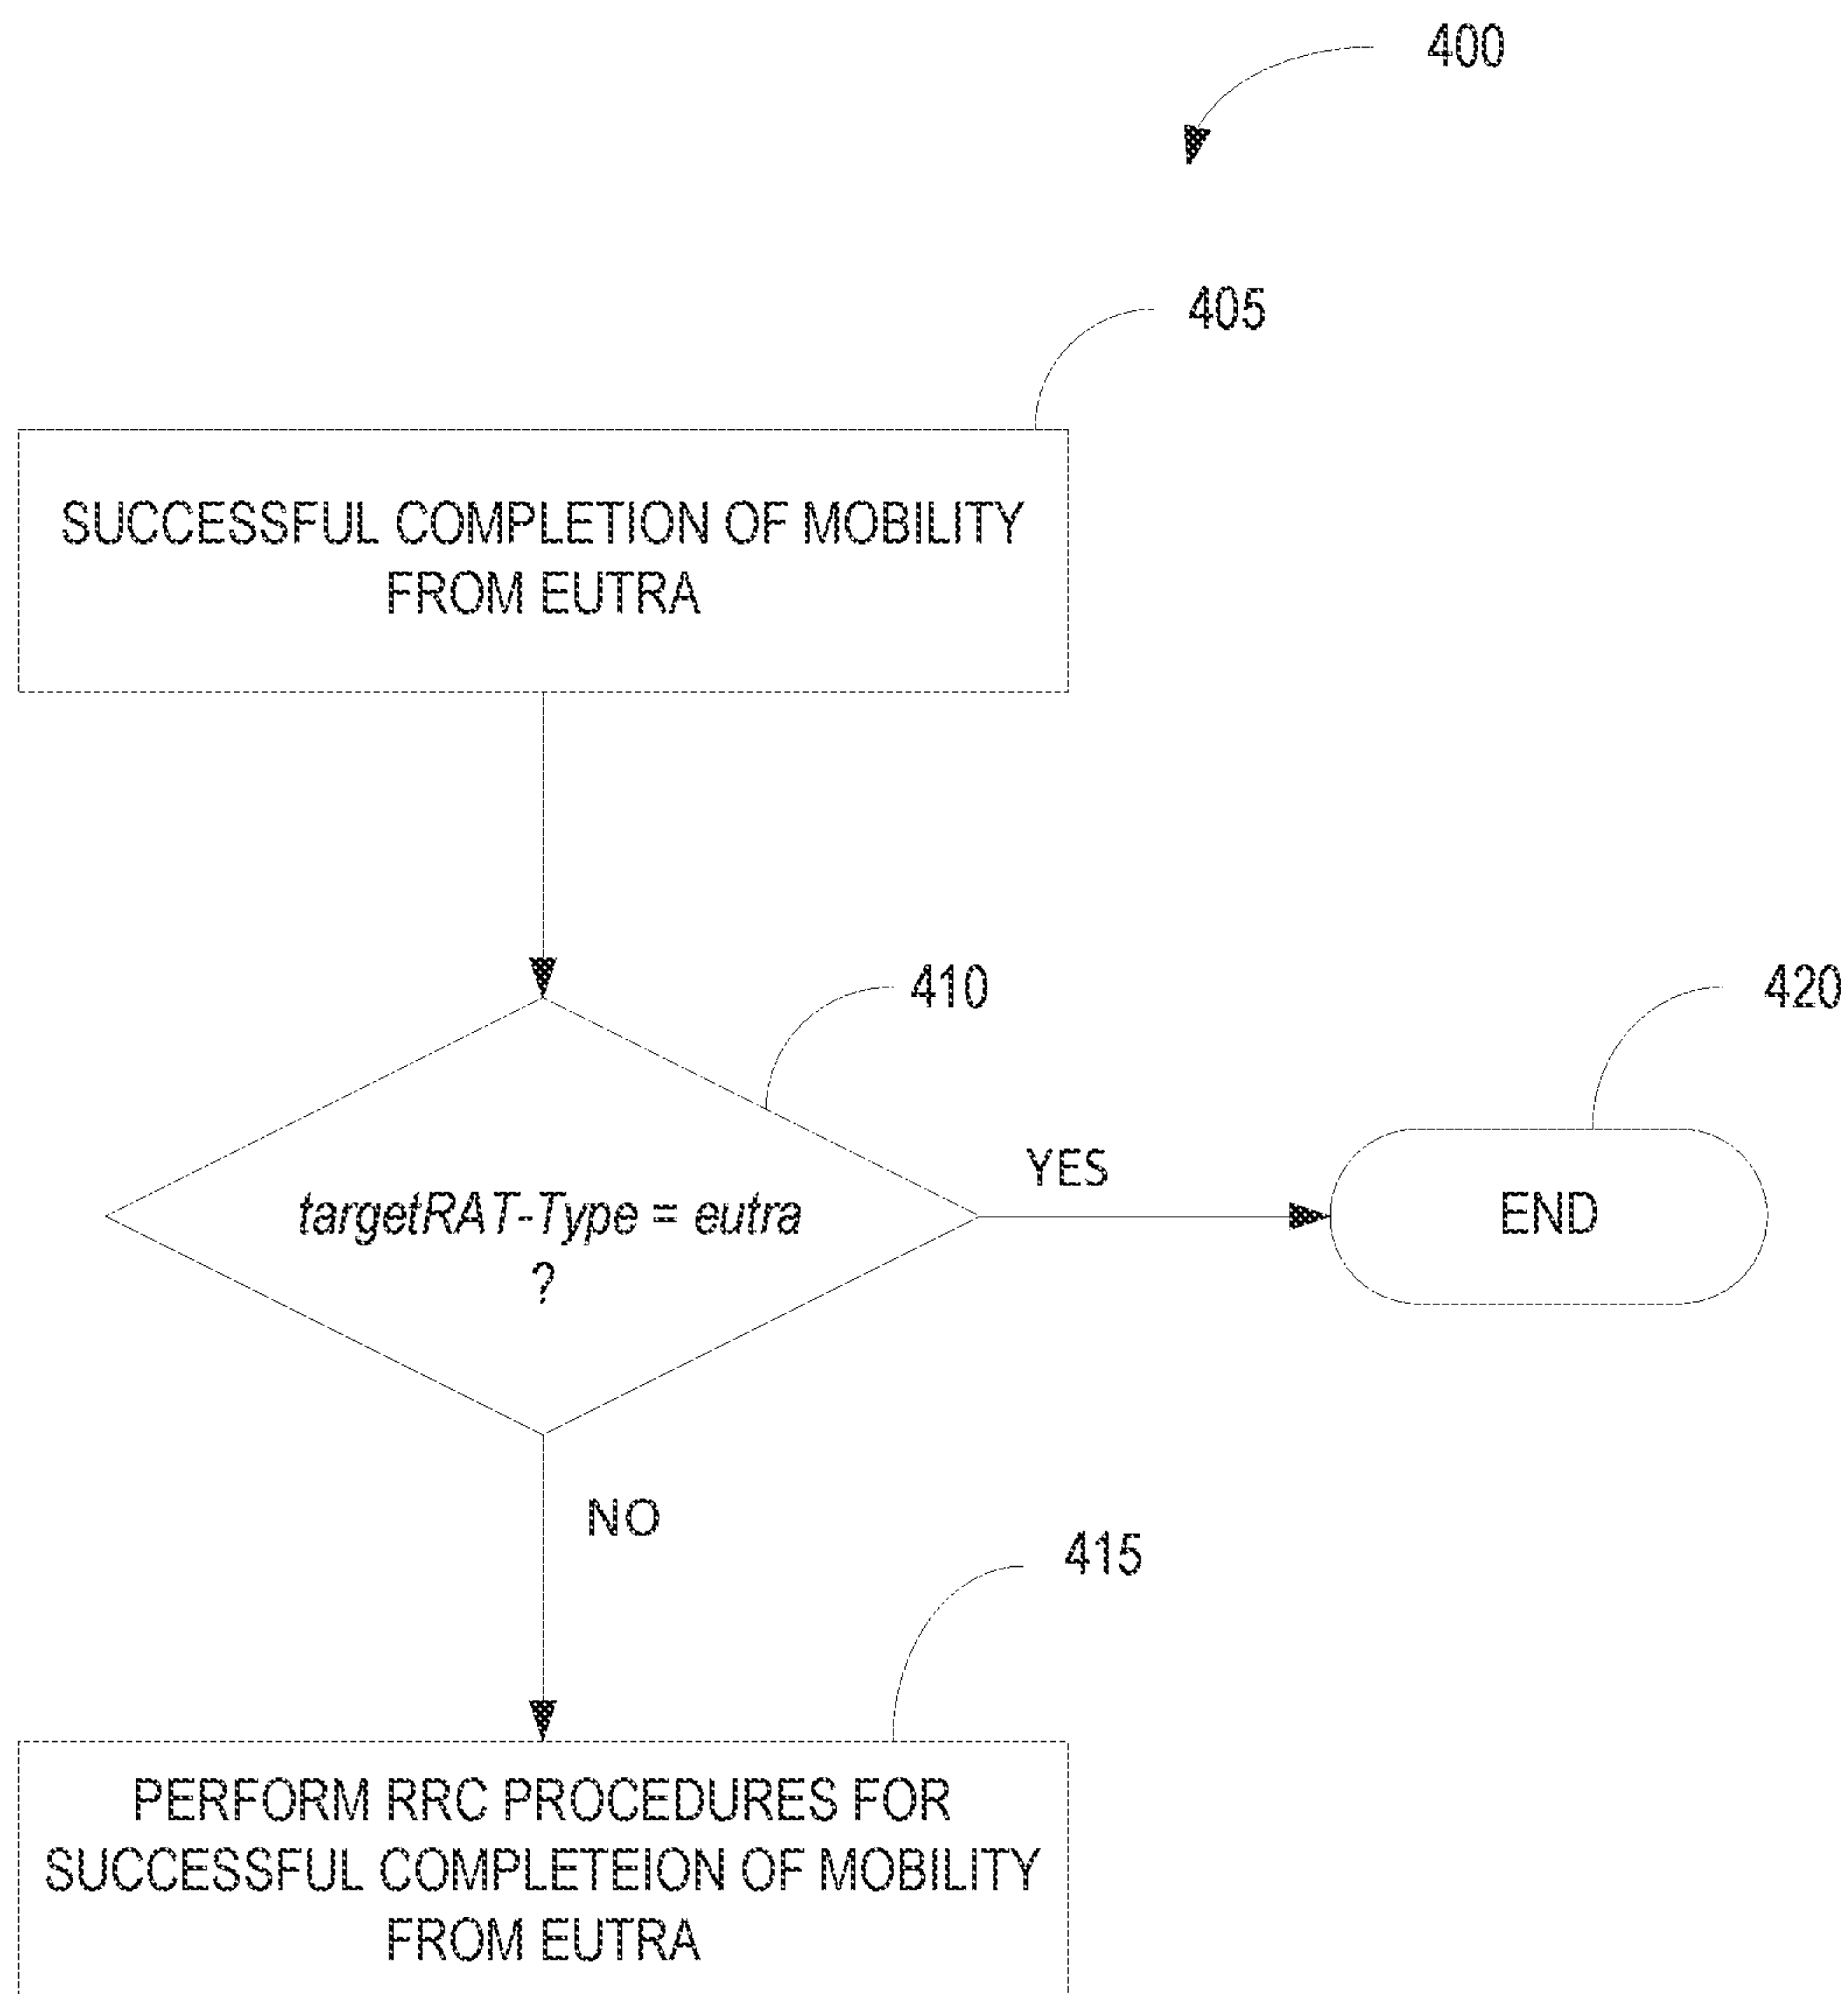 400
405
SUCCESSFUL COMPLETION OF MOBILITY
FROM EUTRA
410
420
targetRAT-Type = eutra
?
YES
END
NO
415
PERFORM RRC PROCEDURES FOR
SUCCESSFUL COMPLETEION OF MOBILITY
FROM EUTRA